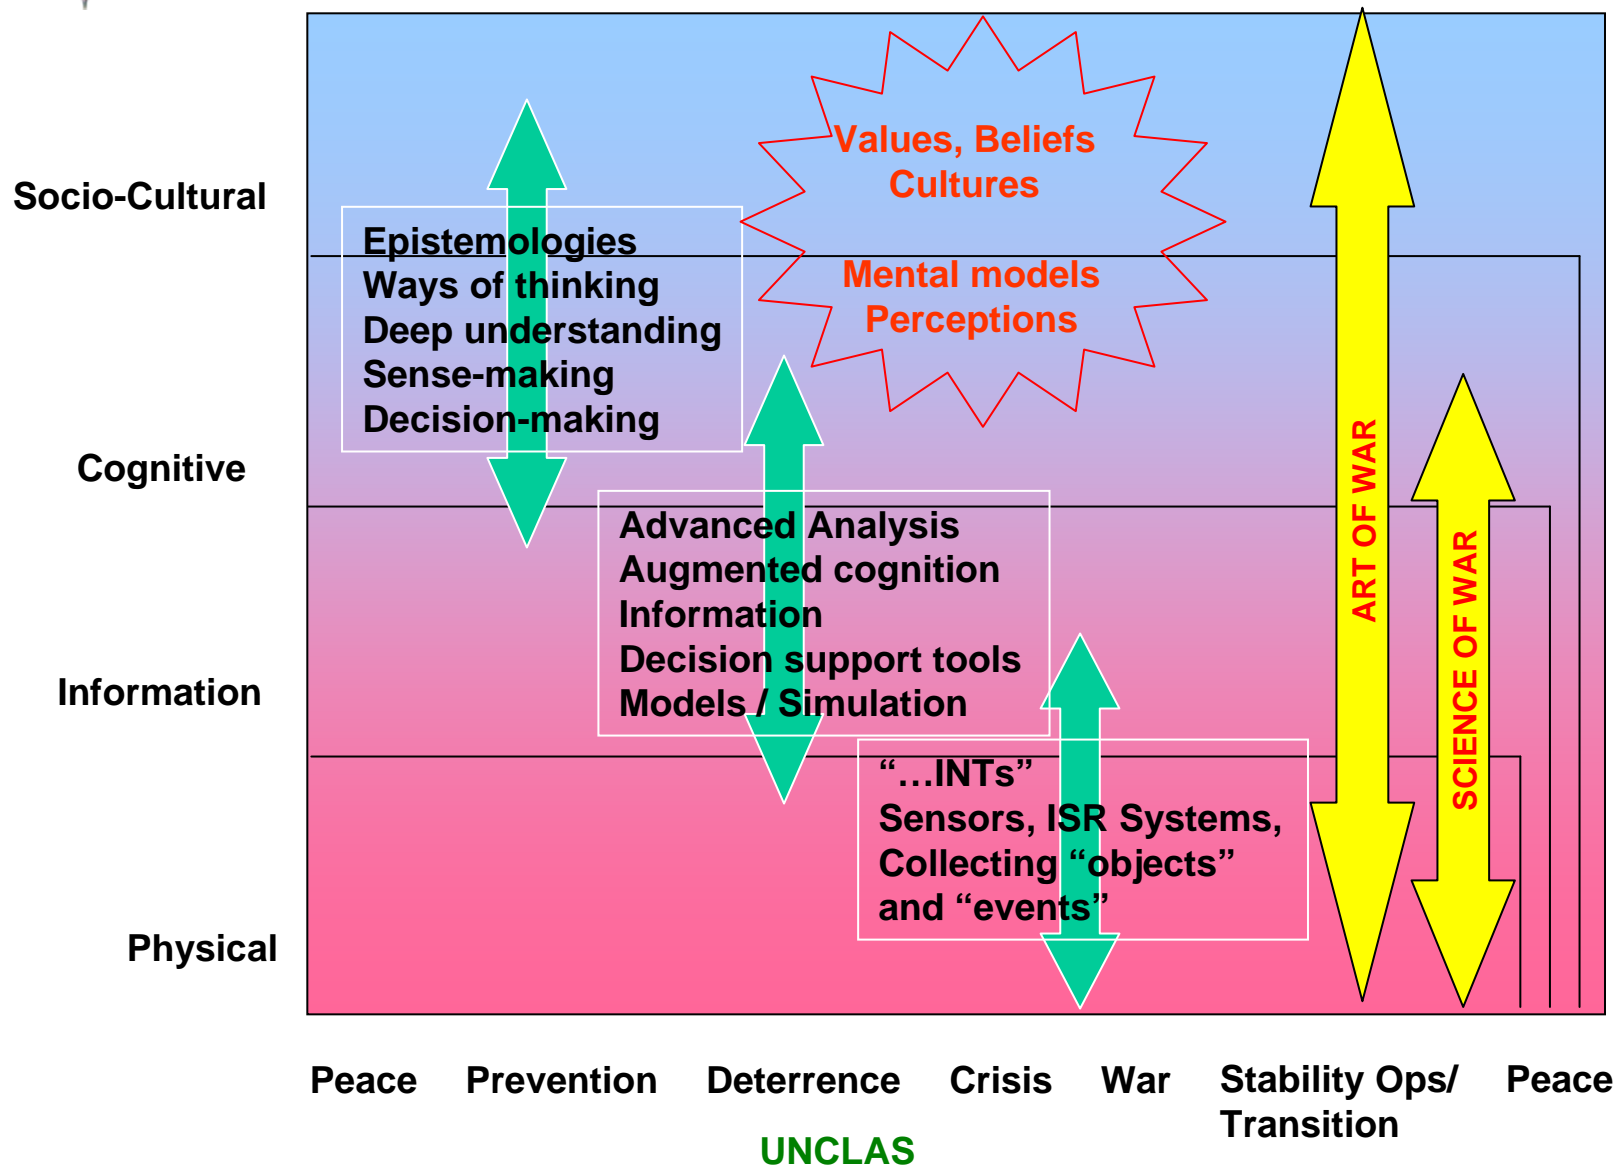 Socio-Cultural
Cognitive
Information
Physical
Values, Beliefs
Cultures
Mental models
Perceptions
Epistemologies
Ways of thinking
Deep understanding
Sense-making
Decision-making
Advanced Analysis
Augmented cognition
Information
Decision support tools
Models / Simulation
“…INTs”
Sensors, ISR Systems,
Collecting “objects”
and “events”
ART OF WAR
SCIENCE OF WAR
Peace
Prevention
Deterrence
Crisis
War
Stability Ops/
Transition
Peace
UNCLAS